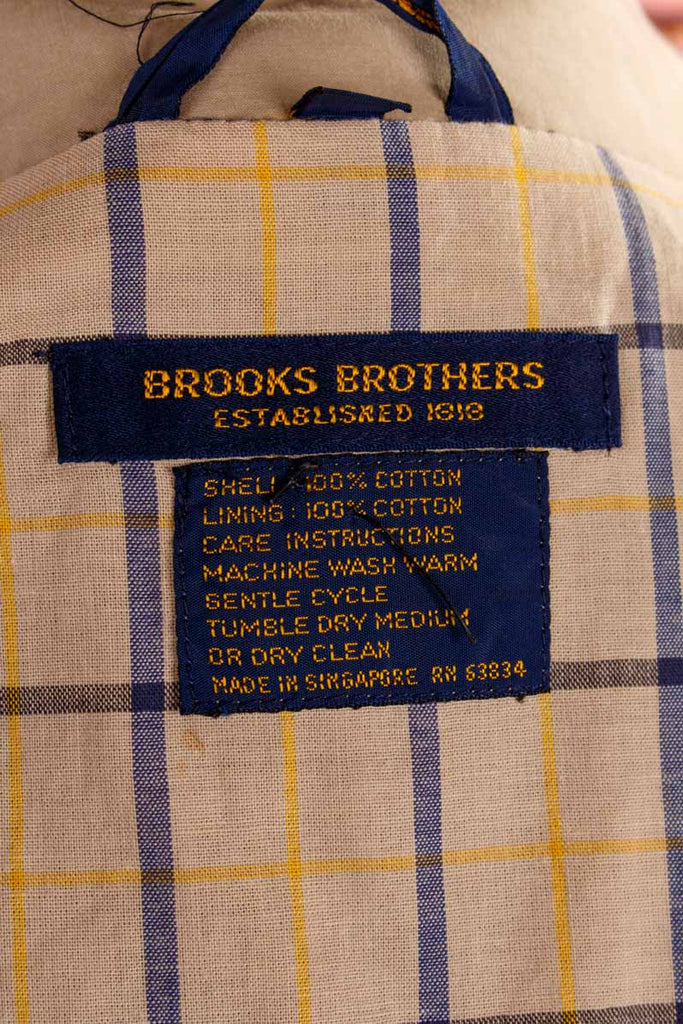 BROOKS BROTHERS
ESTABLISHED 1818
SHELL : 100% COTTON
LINING : 100% COTTON
CARE INSTRUCTIONS
MACHINE WASH WARM
GENTLE CYCLE
TUMBLE DRY MEDIUM
OR DRY CLEAN
MADE IN SINGAPORE RN 63834